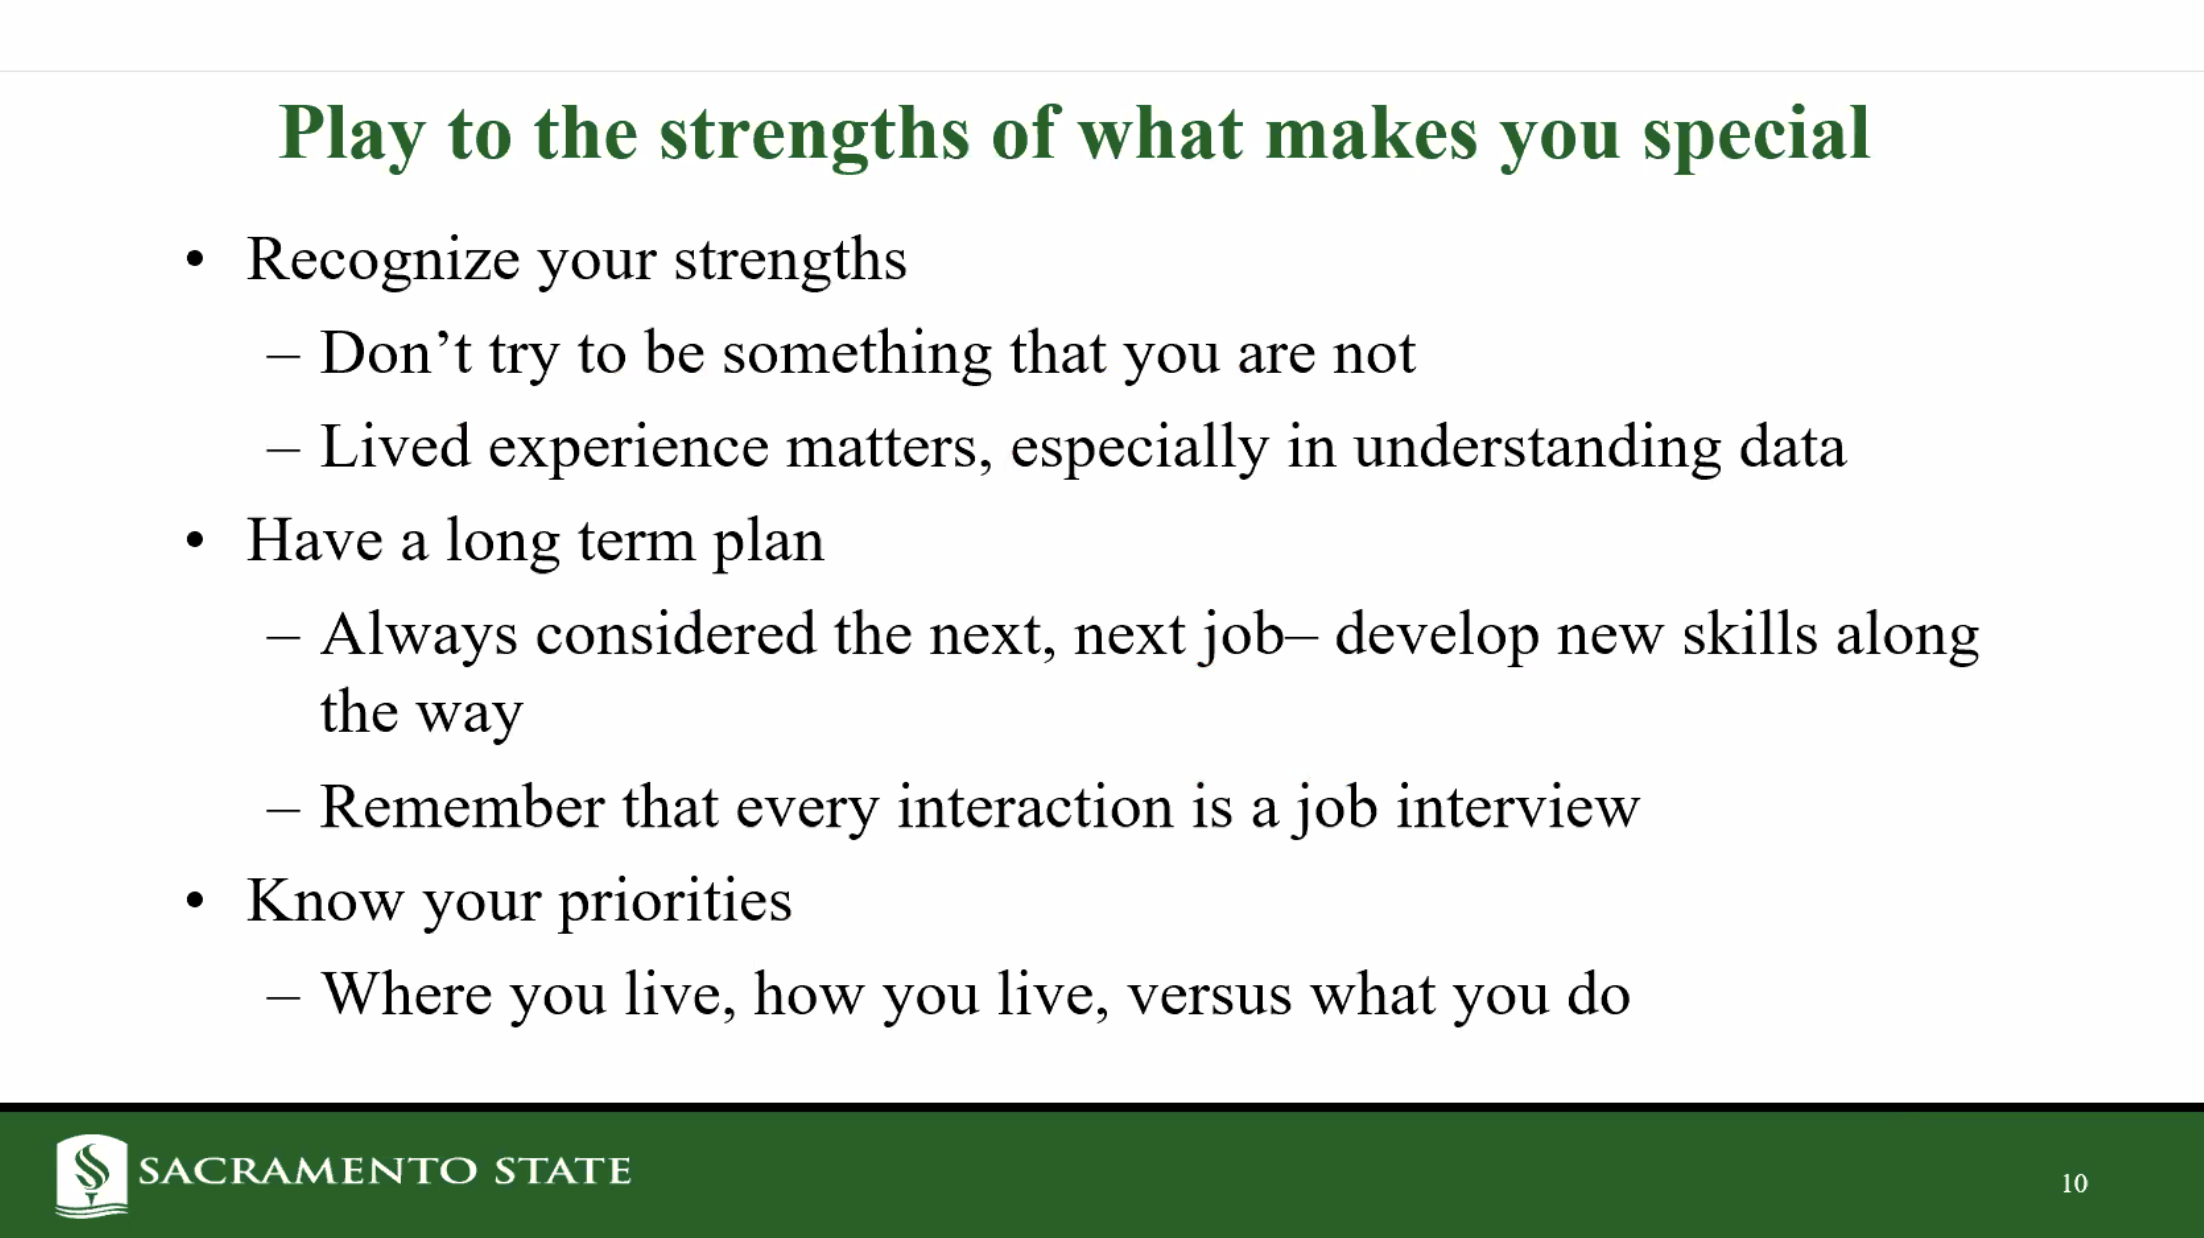 Play to the strengths of what makes you special
• Recognize your strengths
– Don’t try to be something that you are not
– Lived experience matters, especially in understanding data
• Have a long term plan
– Always considered the next, next job– develop new skills along
the way
– Remember that every interaction is a job interview
• Know your priorities
– Where you live, how you live, versus what you do
SACRAMENTO STATE
10